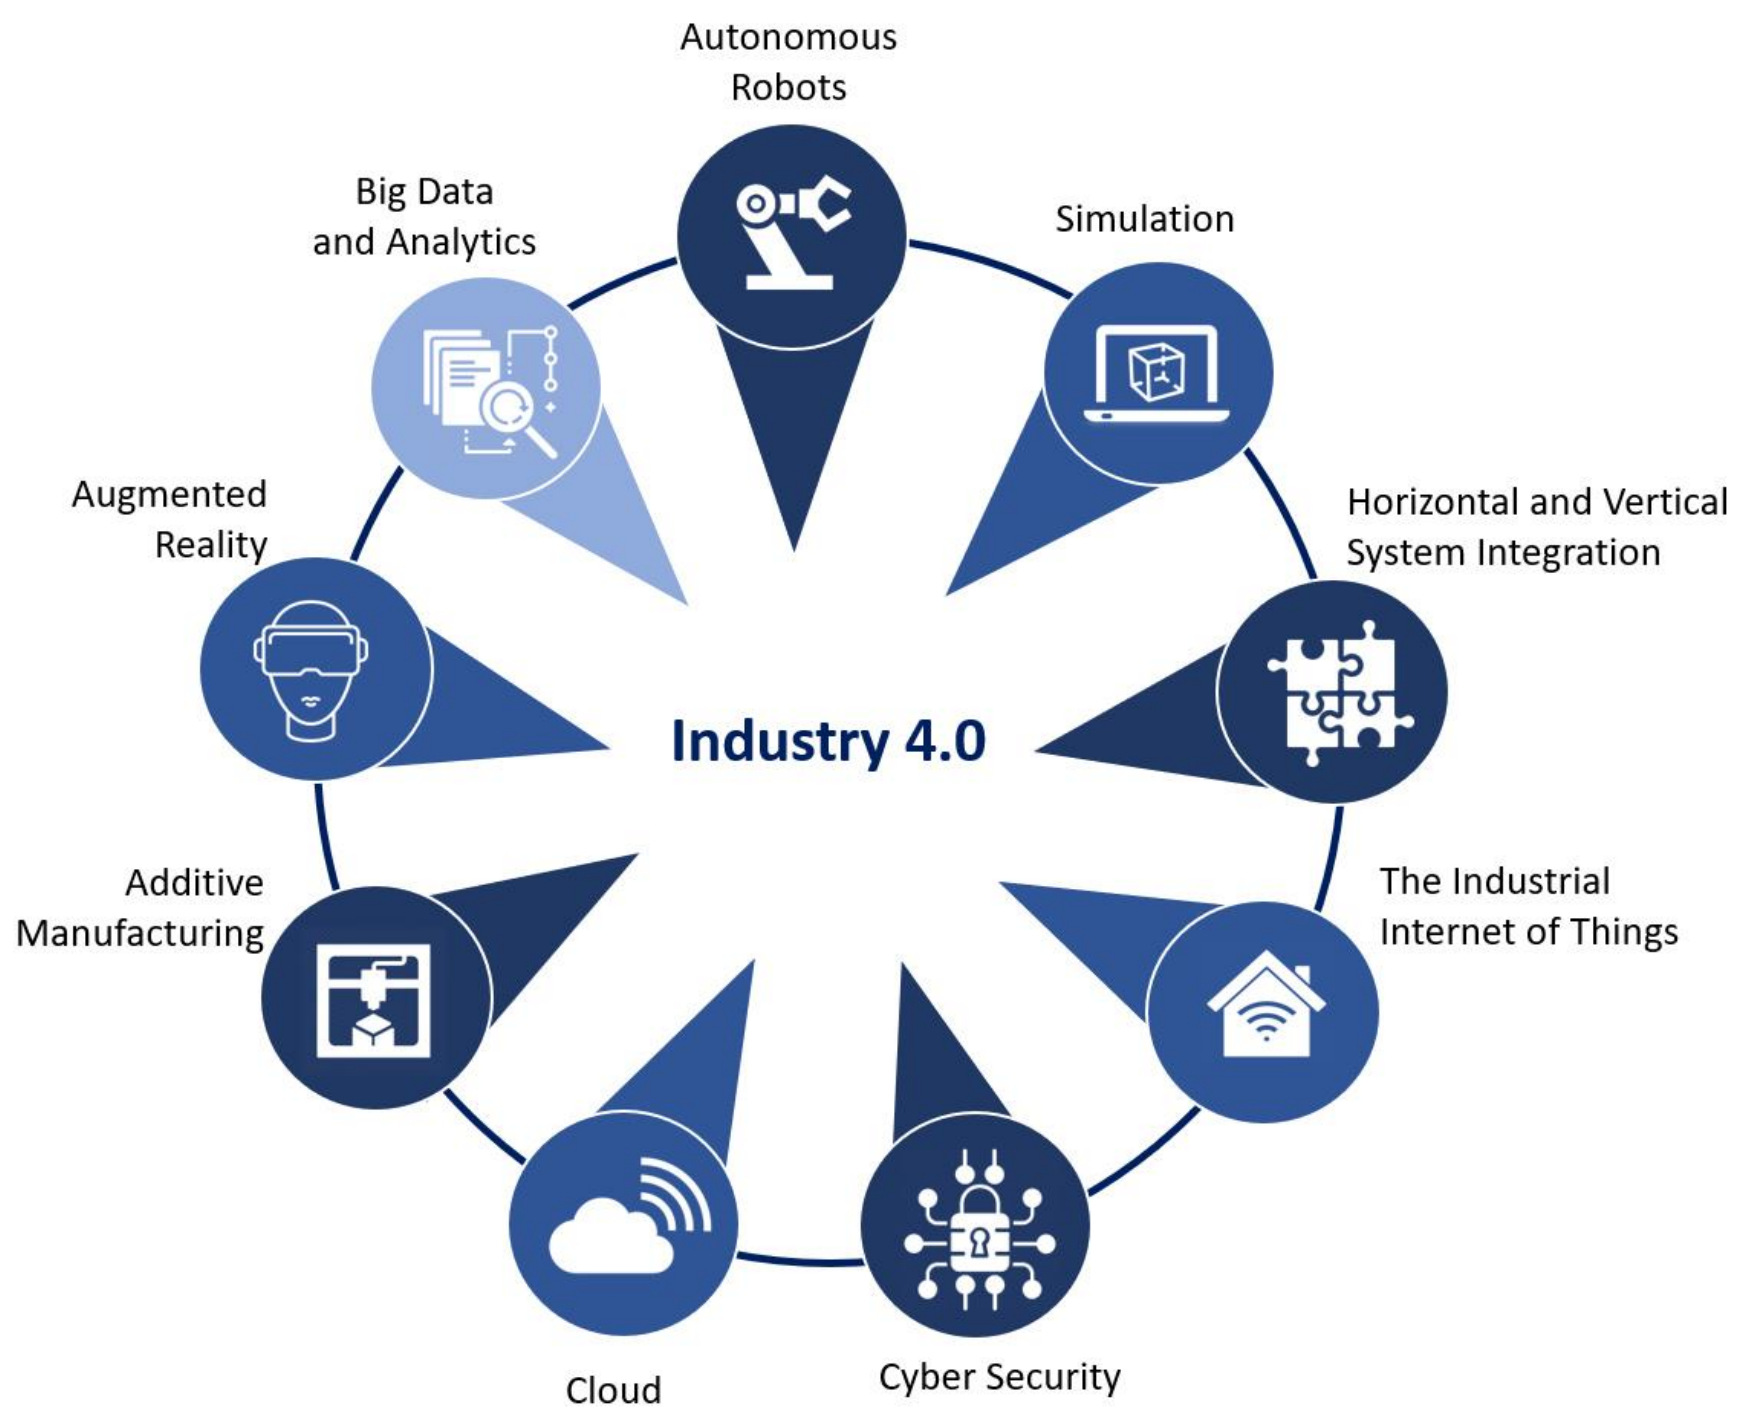 Autonomous
Robots
Big Data
and Analytics
Simulation
Augmented
Reality
Horizontal and Vertical
System Integration
Industry 4.0
Additive
Manufacturing
The Industrial
Internet of Things
Cloud
Cyber Security